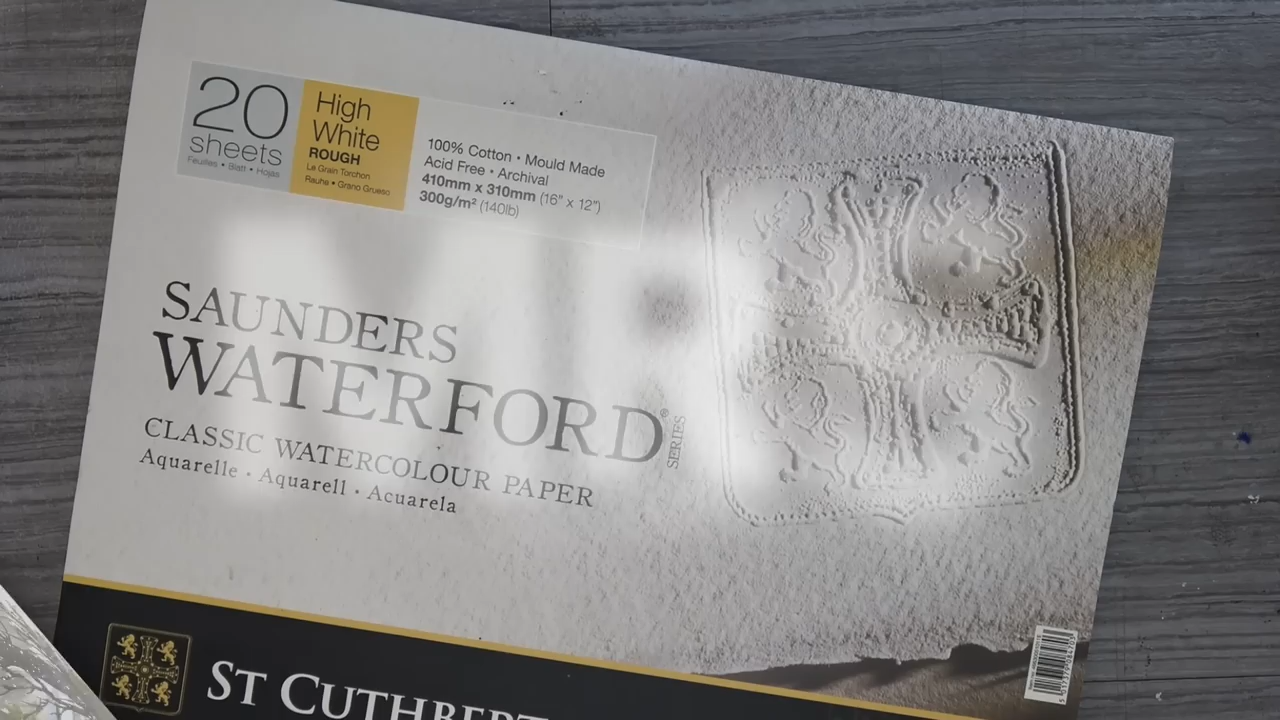 20
sheets
Feuilles • Blatt • Hojas
High
White
ROUGH
Le Grain Torchon
Rauhe • Grano Grueso
100% Cotton • Mould Made
Acid Free • Archival
410mm x 310mm (16" x 12")
300g/m² (140lb)
SAUNDERS
WATERFORD®
SERIES
CLASSIC WATERCOLOUR PAPER
Aquarelle • Aquarell • Acuarela
ST CUTHBERT